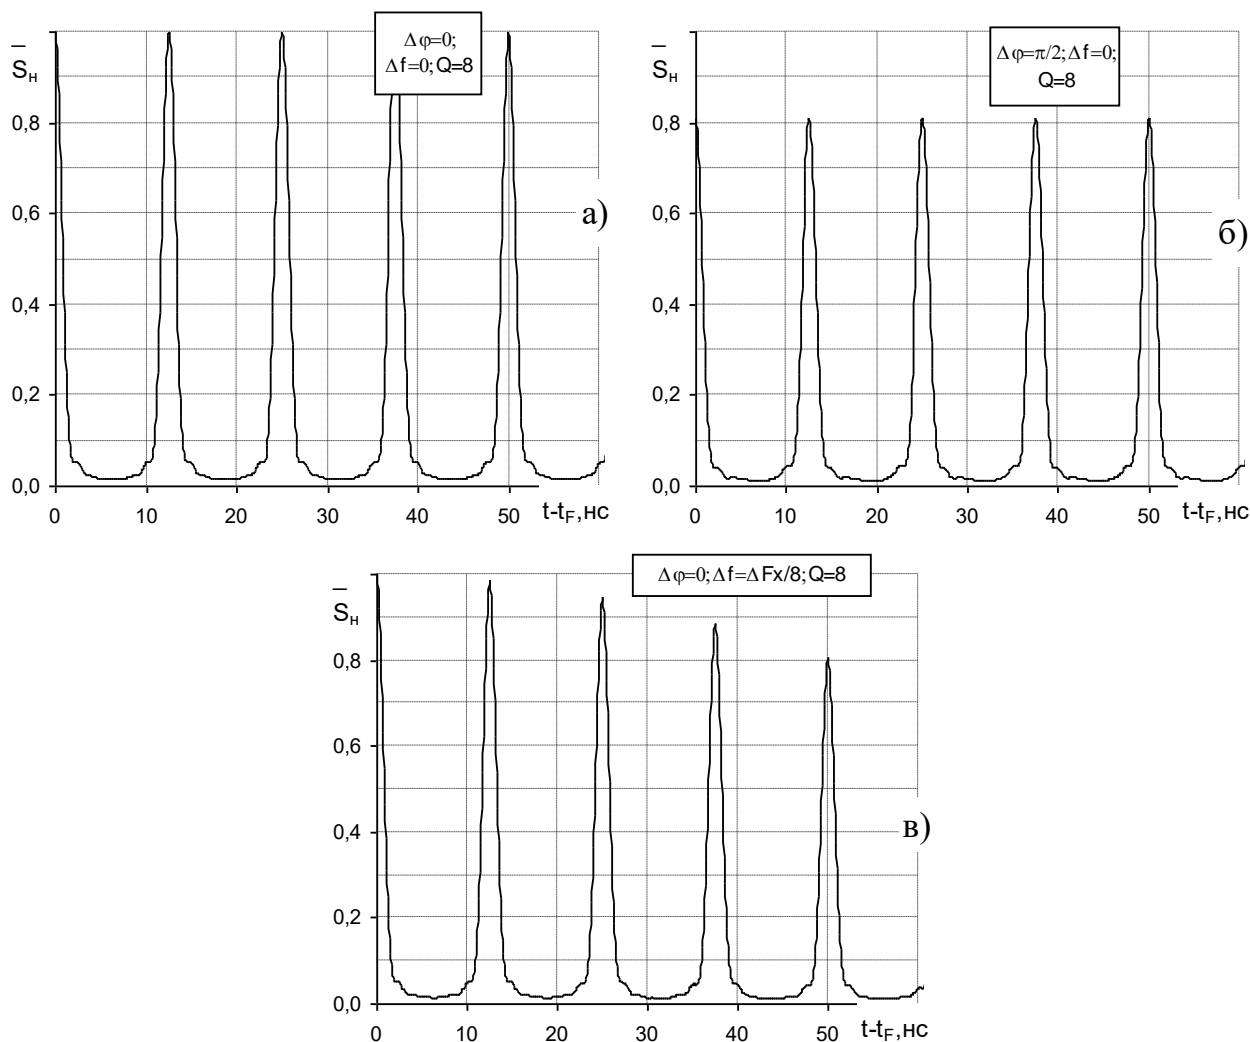 S̅н
Δφ=0;
Δf=0; Q=8
0,8
0,6
0,4
0,2
0,0
0 10 20 30 40 50 t-tF,нс
а)
S̅н
Δφ=π/2; Δf=0;
Q=8
0,8
0,6
0,4
0,2
0,0
0 10 20 30 40 50 t-tF,нс
б)
S̅н
Δφ=0; Δf=ΔFx/8; Q=8
0,8
0,6
0,4
0,2
0,0
0 10 20 30 40 50 t-tF,нс
в)